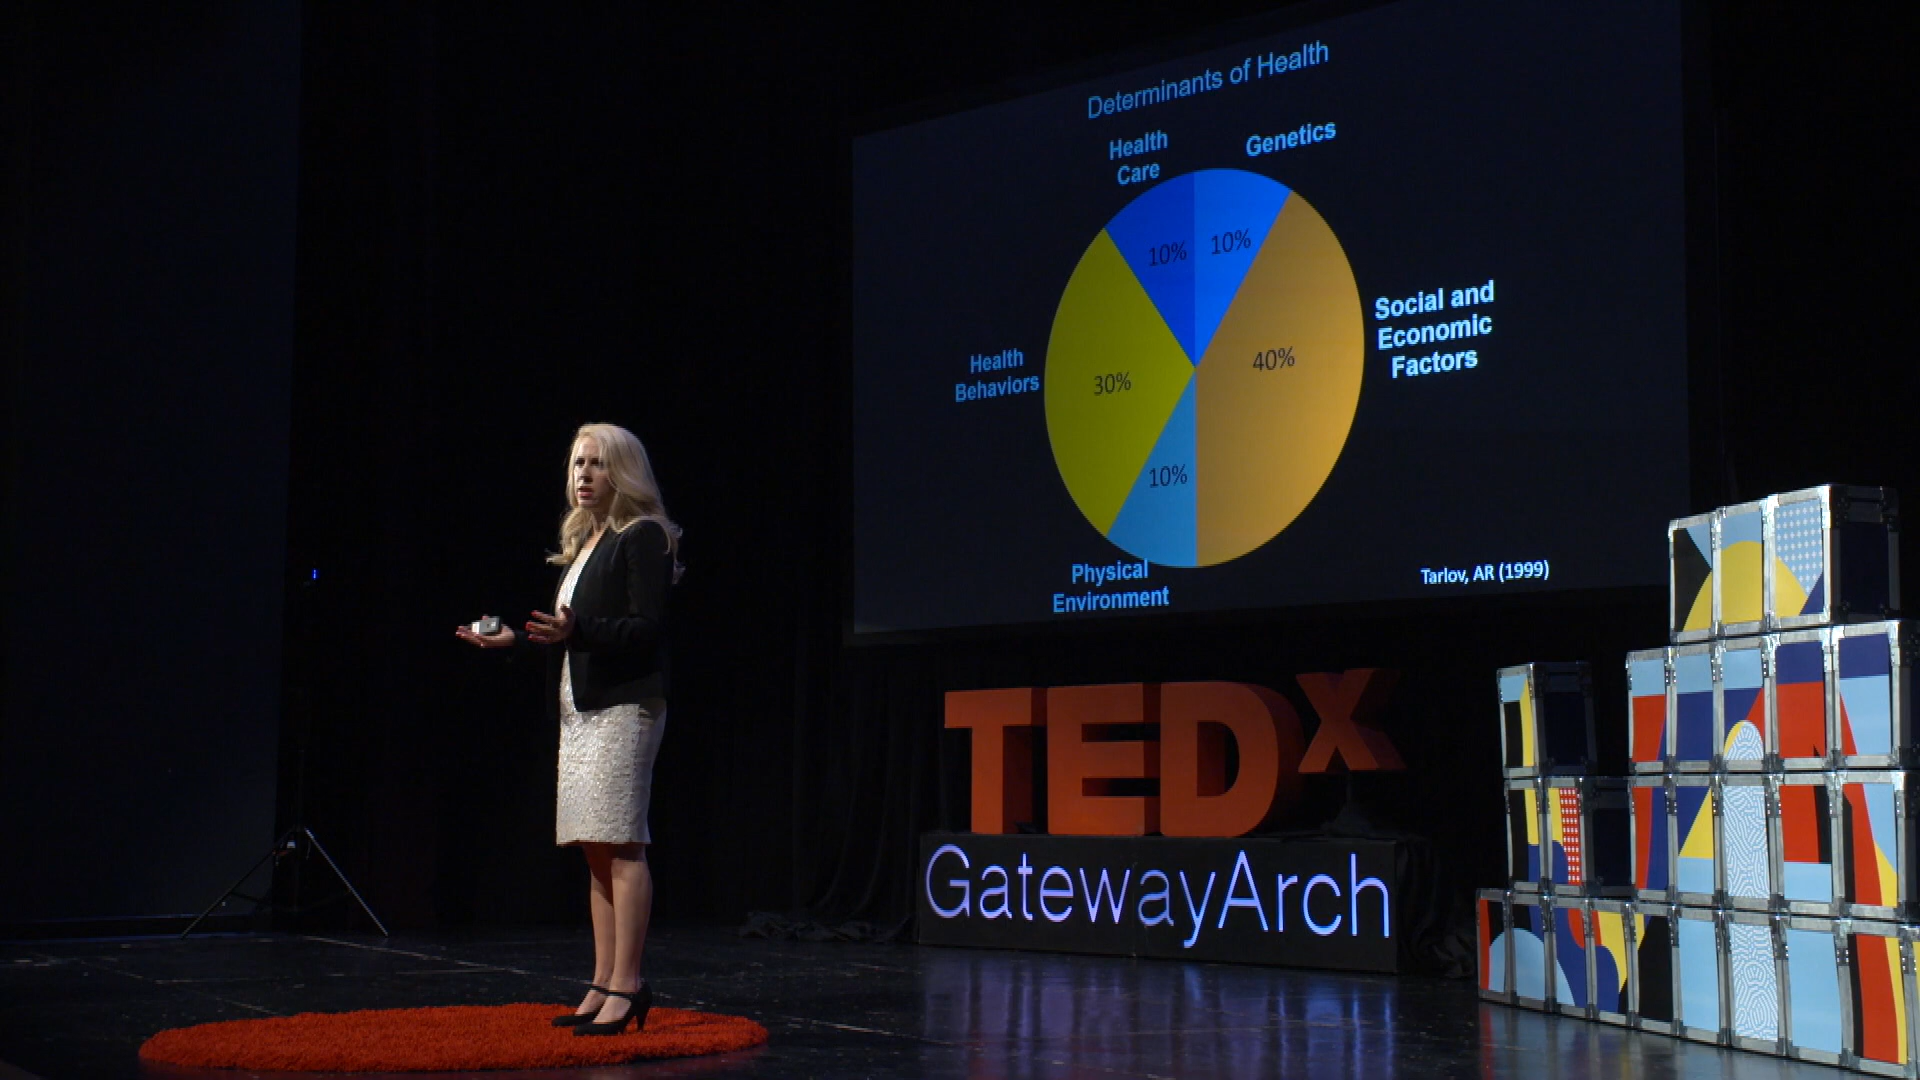 Determinants of Health
Health
Care
Genetics
10%
10%
Social and
Economic
Factors
40%
Health
Behaviors
30%
10%
Physical
Environment
Tarlov, AR (1999)
TEDx
GatewayArch